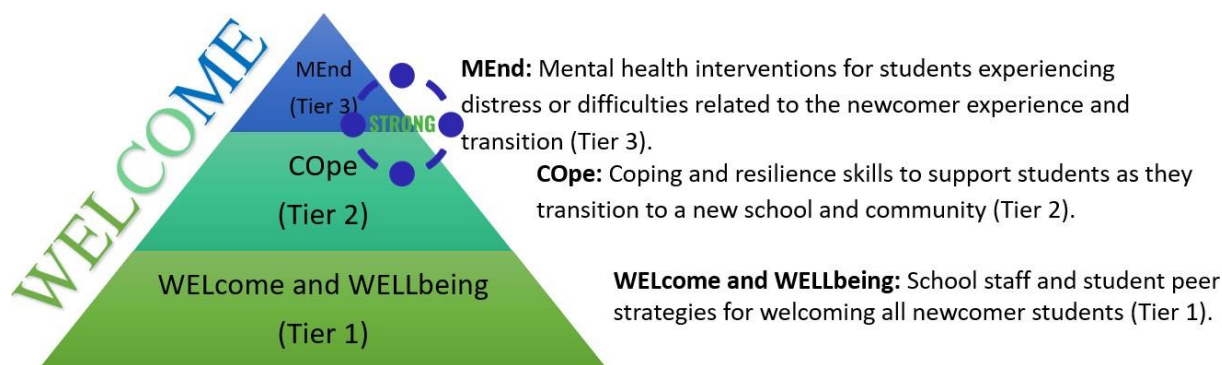 WELCOME
MEnd
(Tier 3)
STRONG
COpe
(Tier 2)
WELcome and WELLbeing
(Tier 1)
MEnd: Mental health interventions for students experiencing
distress or difficulties related to the newcomer experience and
transition (Tier 3).
COpe: Coping and resilience skills to support students as they
transition to a new school and community (Tier 2).
WELcome and WELLbeing: School staff and student peer
strategies for welcoming all newcomer students (Tier 1).